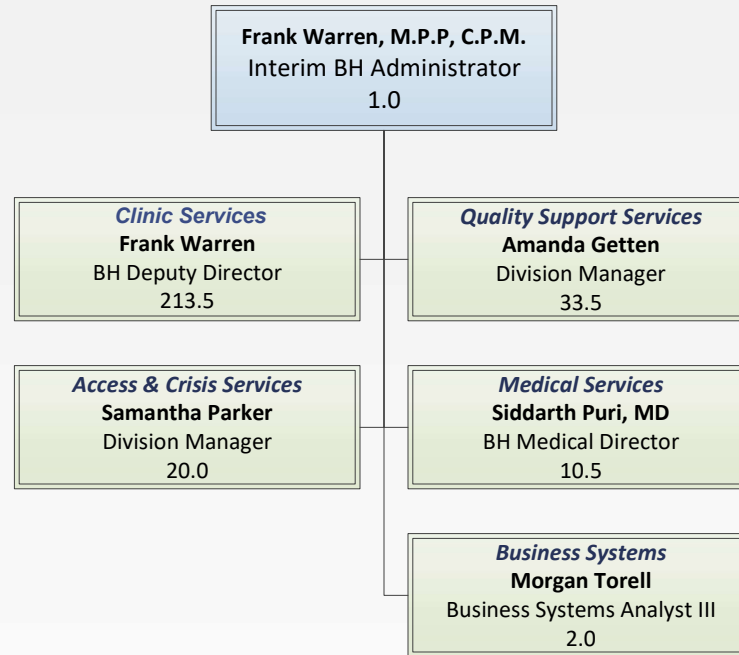 Frank Warren, M.P.P, C.P.M.
Interim BH Administrator
1.0
Clinic Services
Frank Warren
BH Deputy Director
213.5
Quality Support Services
Amanda Getten
Division Manager
33.5
Access & Crisis Services
Samantha Parker
Division Manager
20.0
Medical Services
Siddarth Puri, MD
BH Medical Director
10.5
Business Systems
Morgan Torell
Business Systems Analyst III
2.0